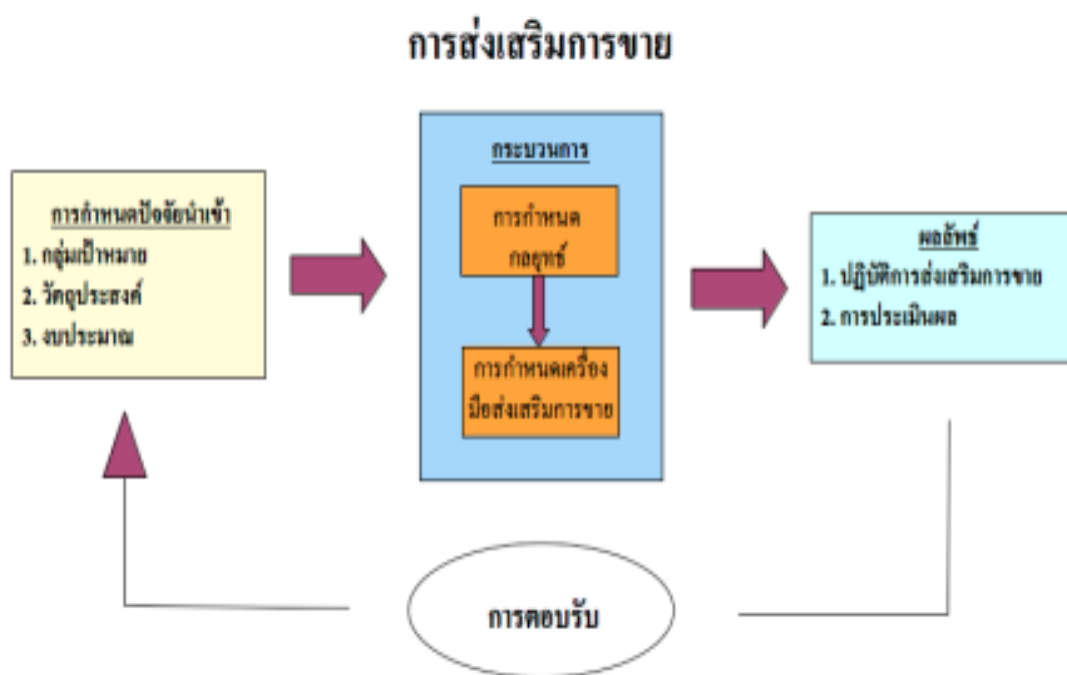 การส่งเสริมการขาย
การกำหนดปัจจัยนำเข้า
1. กลุ่มเป้าหมาย
2. วัตถุประสงค์
3. งบประมาณ
กระบวนการ
การกำหนด
กลยุทธ์
การกำหนดเครื่อง
มือส่งเสริมการขาย
ผลลัพธ์
1. ปฏิบัติการส่งเสริมการขาย
2. การประเมินผล
การตอบรับ